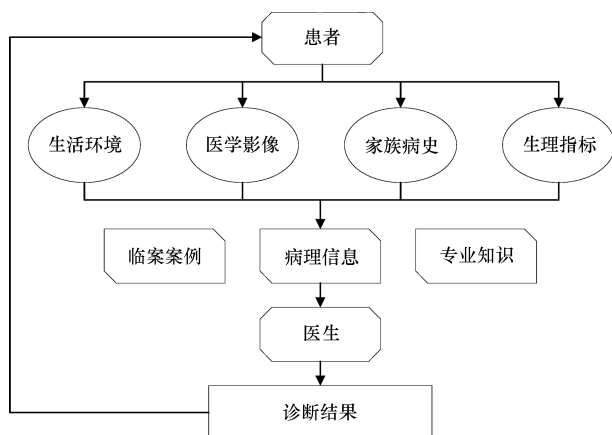 患者
生活环境
医学影像
家族病史
生理指标
临案案例
病理信息
专业知识
医生
诊断结果